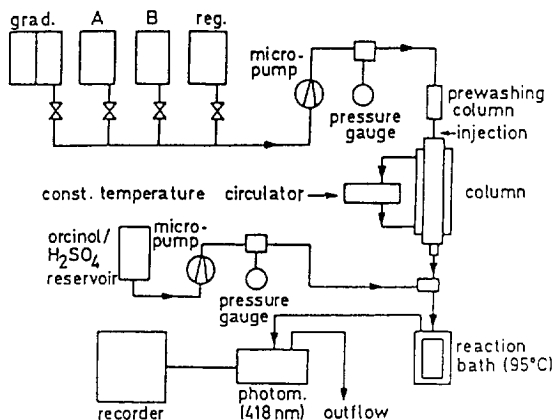 grad.
A
B
reg.
micro-
pump
pressure
gauge
prewashing
column
injection
const. temperature circulator
column
orcinol/
H₂SO₄
reservoir
micro-
pump
pressure
gauge
reaction
bath (95°C)
recorder
photom.
(418 nm)
outflow